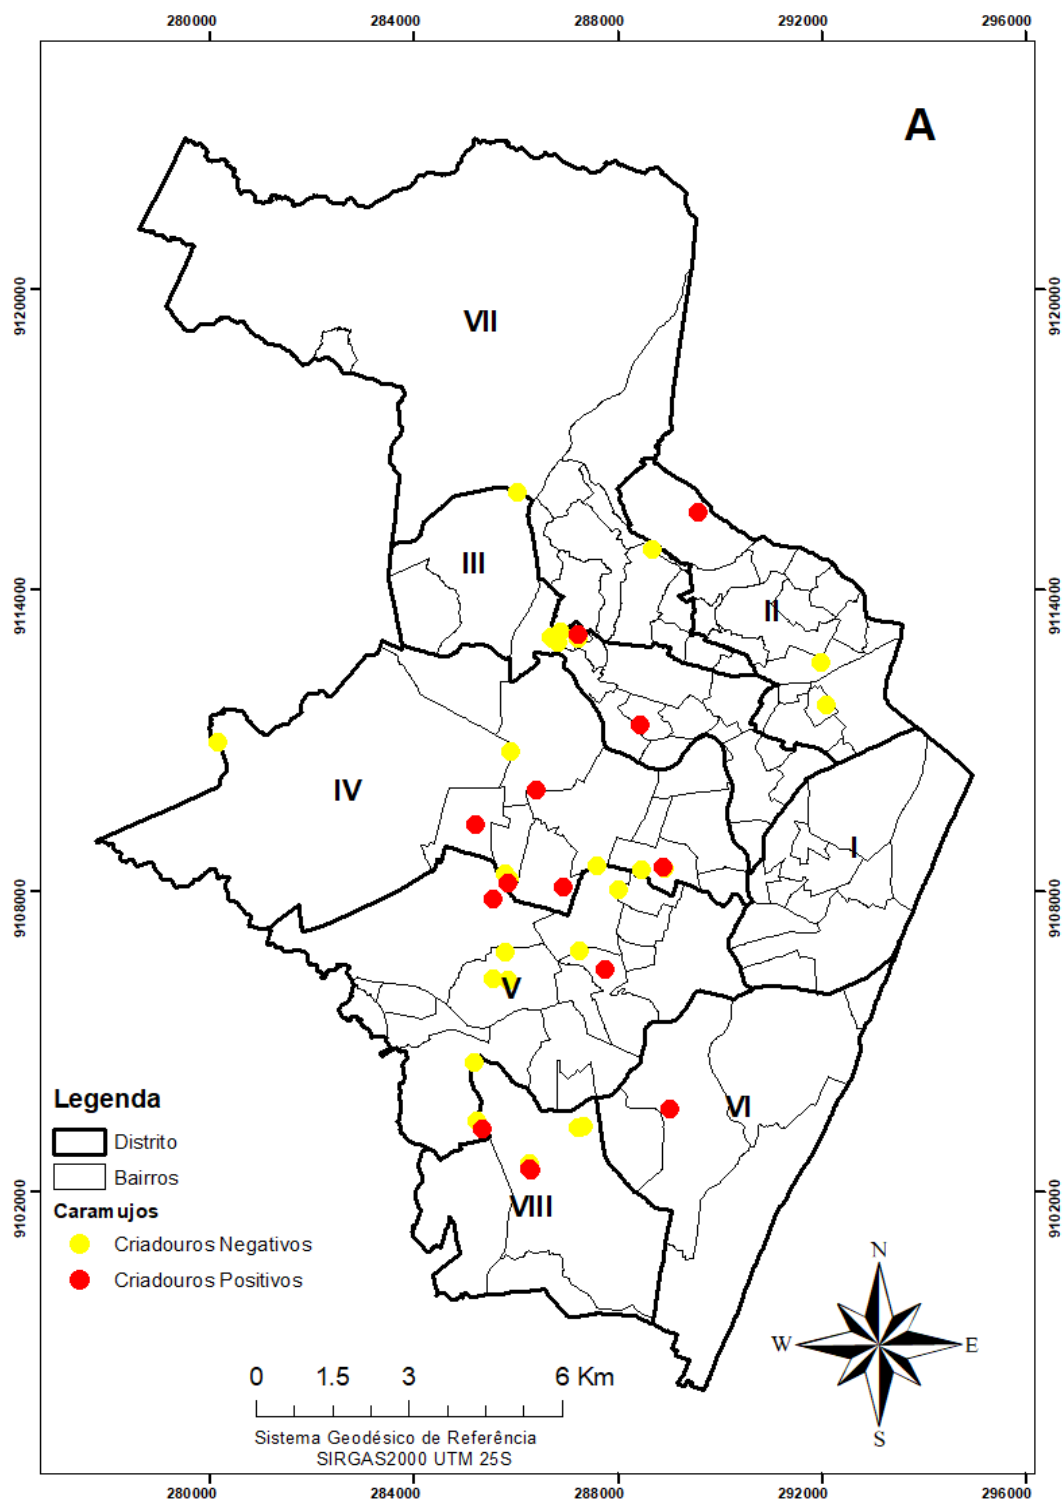 280000 284000 288000 292000 296000
A
9120000 9120000
VII
III
9114000 9114000
II
IV
I
9108000 9108000
V
VI
Legenda
Distrito
Bairros
Caramujos
Criadouros Negativos
Criadouros Positivos
VIII
9102000 9102000
N
W E
S
0 1.5 3 6 Km
Sistema Geodésico de Referência
SIRGAS2000 UTM 25S
280000 284000 288000 292000 296000